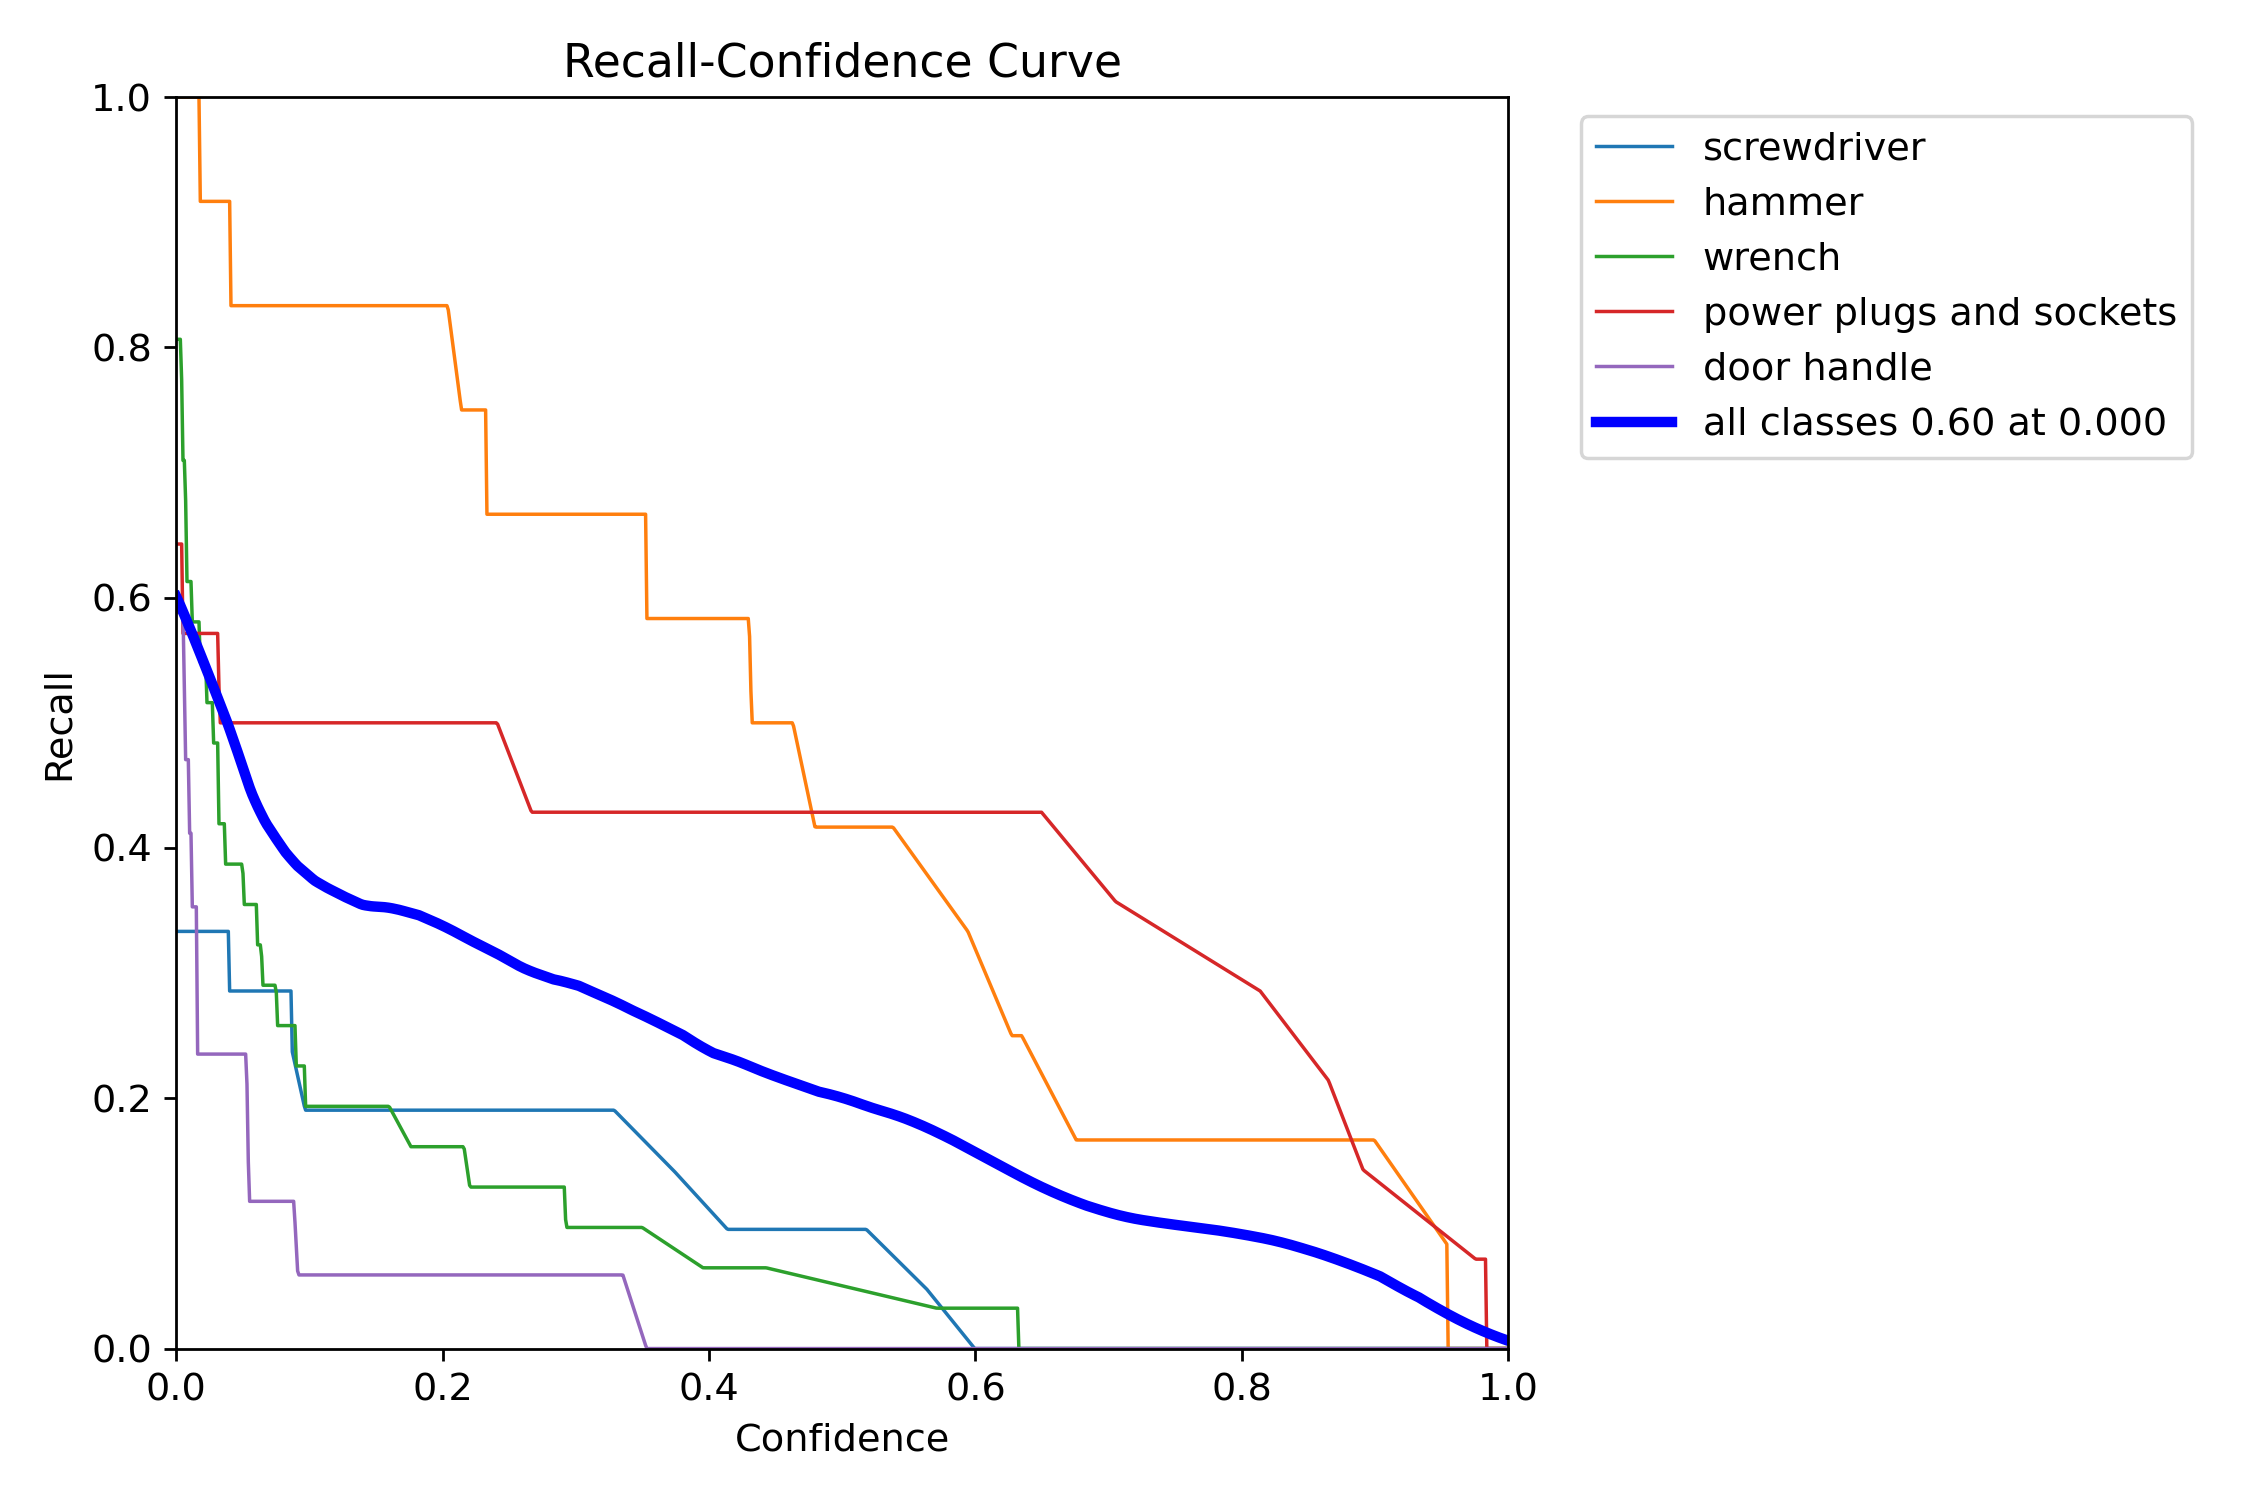 Recall-Confidence Curve
1.0
0.8
0.6
0.4
0.2
0.0
Recall
0.0 0.2 0.4 0.6 0.8 1.0
Confidence
screwdriver
hammer
wrench
power plugs and sockets
door handle
all classes 0.60 at 0.000